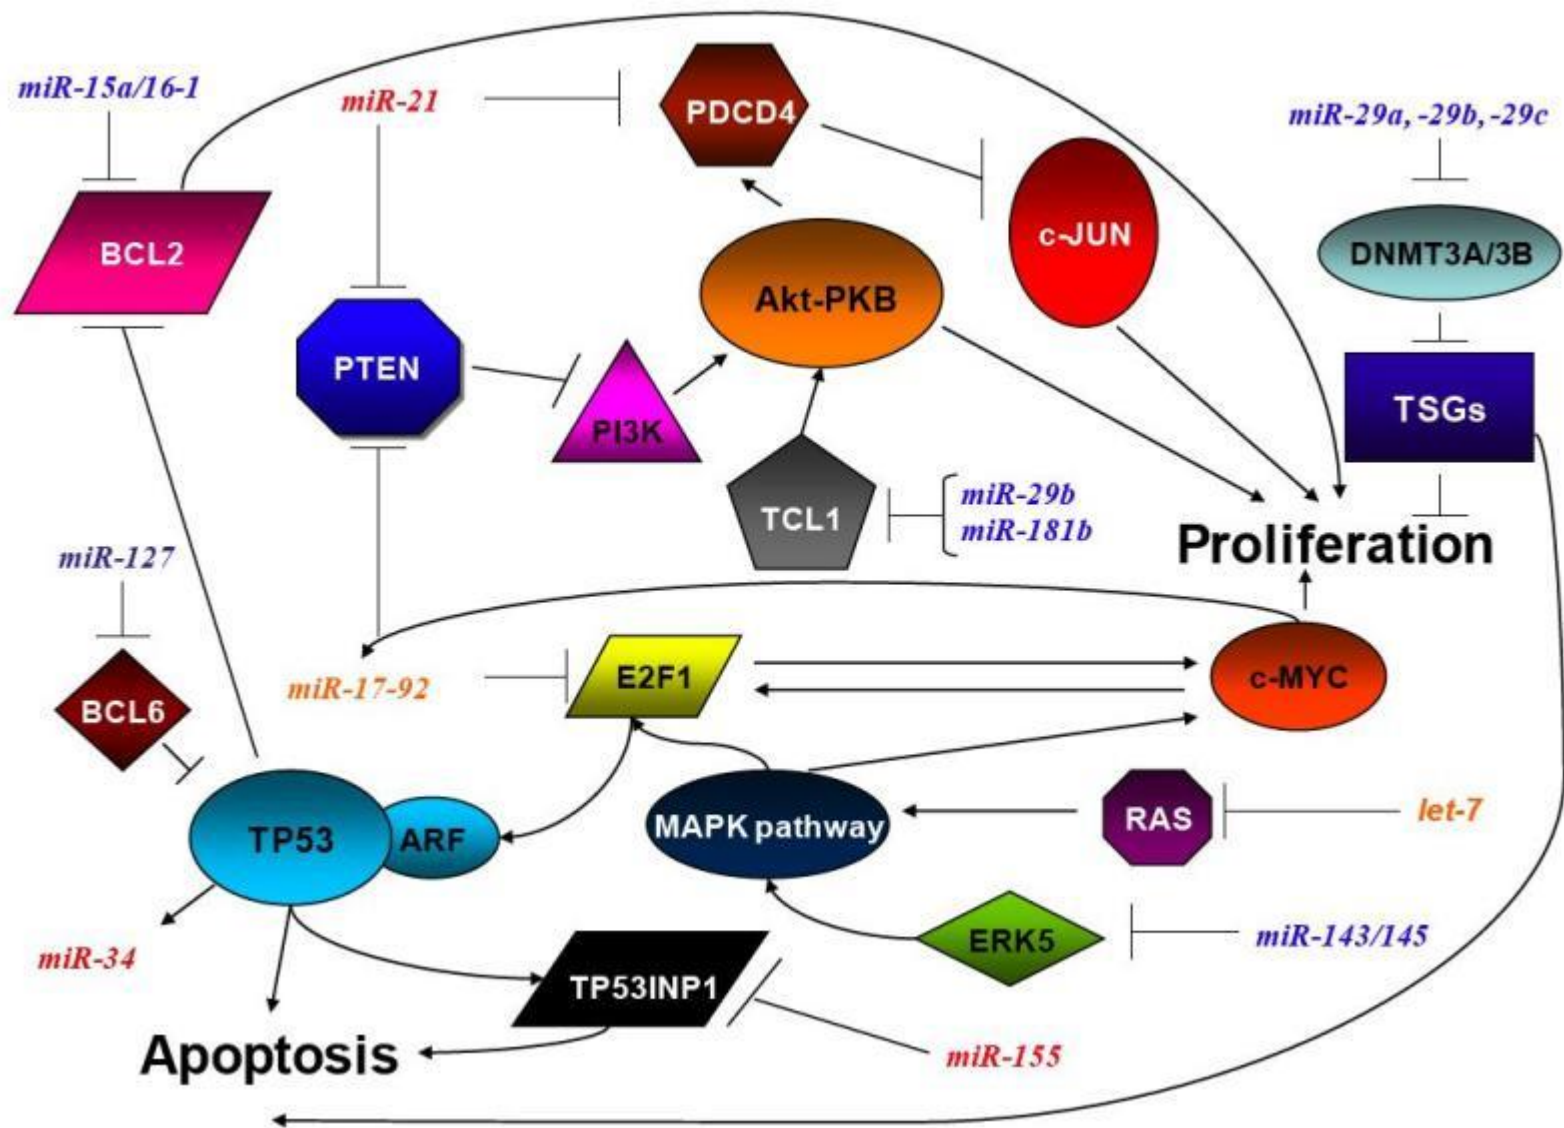 miR-15a/16-1
miR-21
PDCD4
miR-29a, -29b, -29c
BCL2
c-JUN
DNMT3A/3B
Akt-PKB
PTEN
PI3K
TSGs
TCL1
miR-29b
miR-181b
Proliferation
miR-127
BCL6
miR-17-92
E2F1
c-MYC
TP53
ARF
MAPK pathway
RAS
let-7
miR-34
TP53INP1
ERK5
miR-143/145
Apoptosis
miR-155